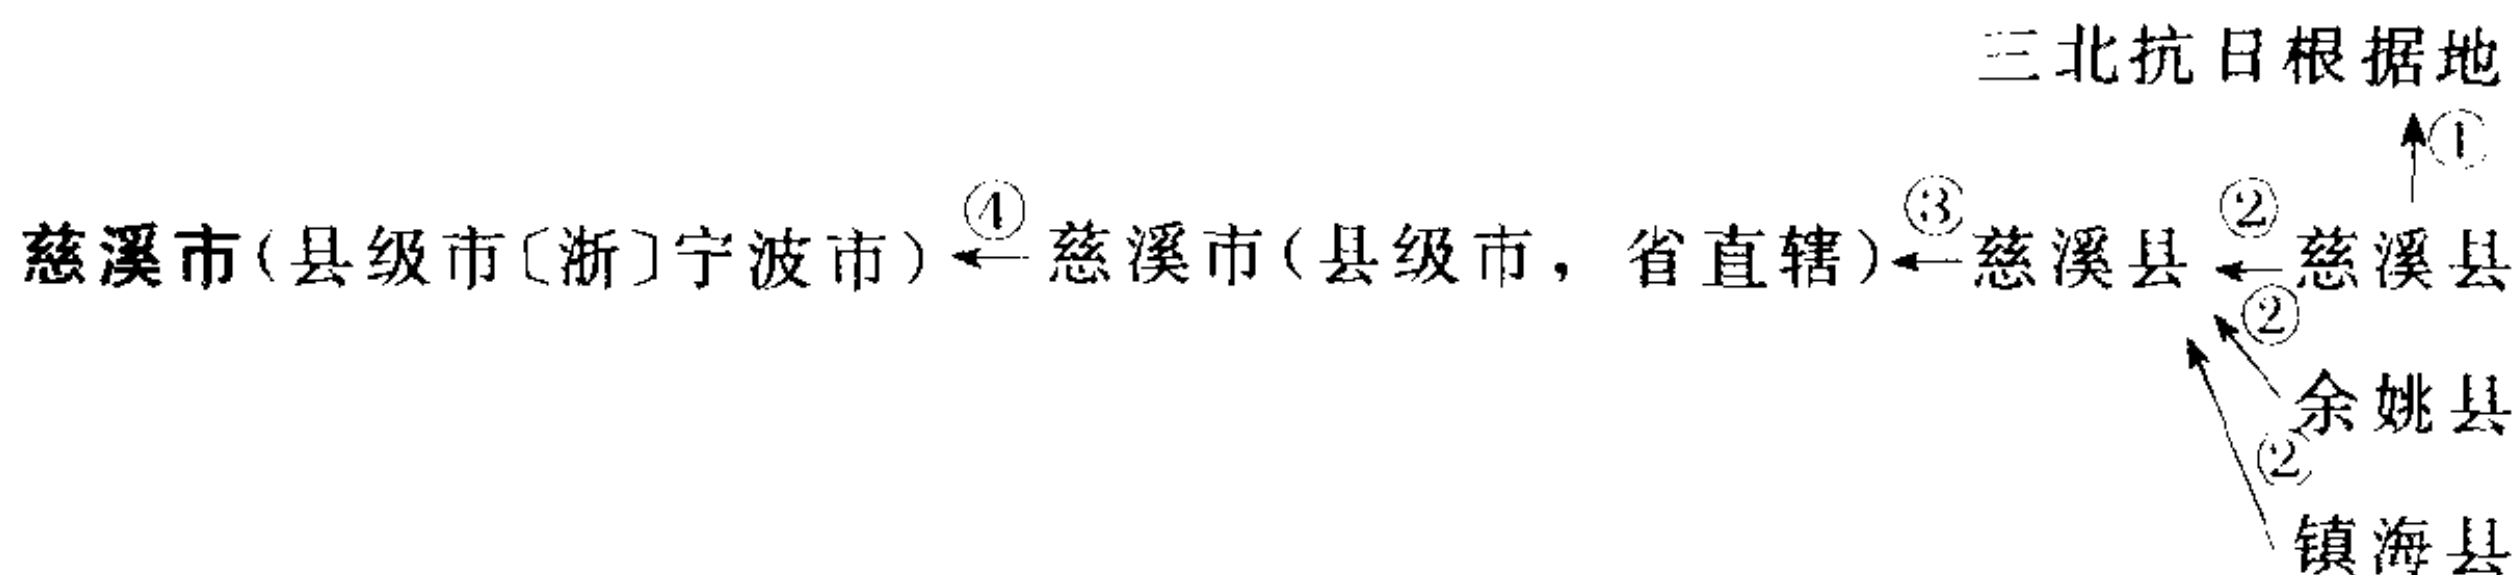 三北抗日根据地
①
④ ③ ②
慈溪市(县级市〔浙〕宁波市) 慈溪市(县级市，省直辖) 慈溪县 慈溪县
②
余姚县
②
镇海县